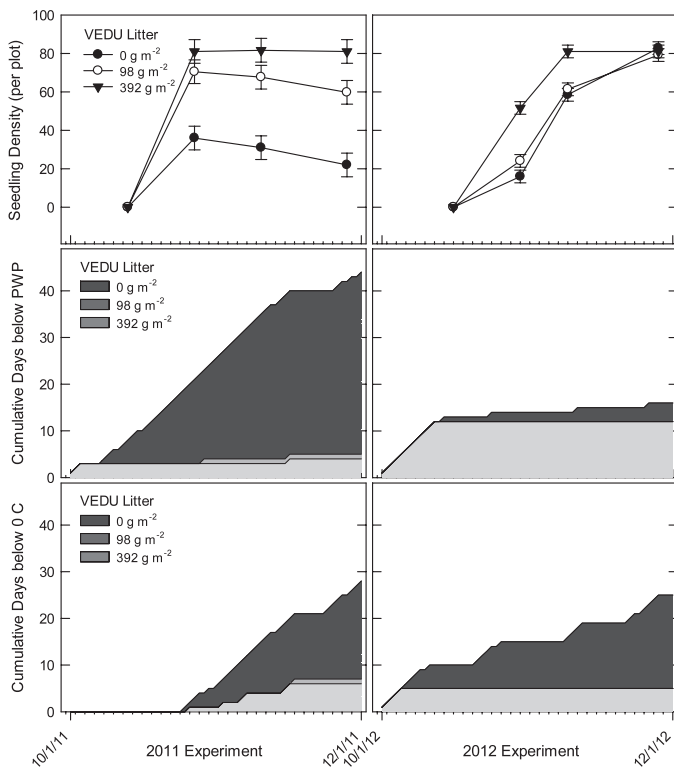 100
80
60
40
20
0
Seedling Density (per plot)
VEDU Litter
0 g m-2
98 g m-2
392 g m-2
40
30
20
10
0
Cumulative Days below PWP
VEDU Litter
0 g m-2
98 g m-2
392 g m-2
40
30
20
10
0
Cumulative Days below 0 C
VEDU Litter
0 g m-2
98 g m-2
392 g m-2
10/1/11
2011 Experiment
12/1/11
10/1/12
2012 Experiment
12/1/12